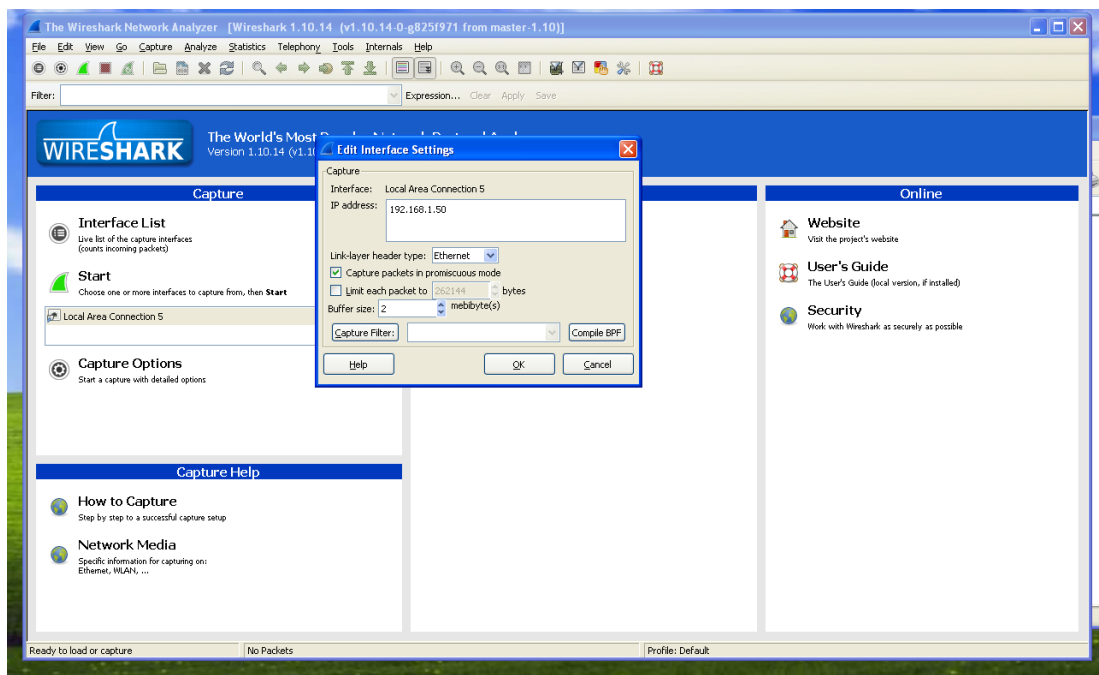 The Wireshark Network Analyzer [Wireshark 1.10.14 (v1.10.14-0-g825f971 from master-1.10)]
File Edit View Go Capture Analyze Statistics Telephony Tools Internals Help
Filter: Expression... Clear Apply Save
WIRESHARK
The World's Most
Version 1.10.14 (v1.1
Edit Interface Settings
Capture
Interface: Local Area Connection 5
IP address: 192.168.1.50
Link-layer header type: Ethernet
Capture packets in promiscuous mode
Limit each packet to 262144 bytes
Buffer size: 2 mebibyte(s)
Capture Filter: Compile BPF
Help OK Cancel
Capture
Interface List
Live list of the capture interfaces
(counts incoming packets)
Start
Choose one or more interfaces to capture from, then Start
Local Area Connection 5
Capture Options
Start a capture with detailed options
Capture Help
How to Capture
Step by step to a successful capture setup
Network Media
Specific information for capturing on:
Ethernet, WLAN, ...
Online
Website
Visit the project's website
User's Guide
The User's Guide (local version, if installed)
Security
Work with Wireshark as securely as possible
Ready to load or capture No Packets Profile: Default